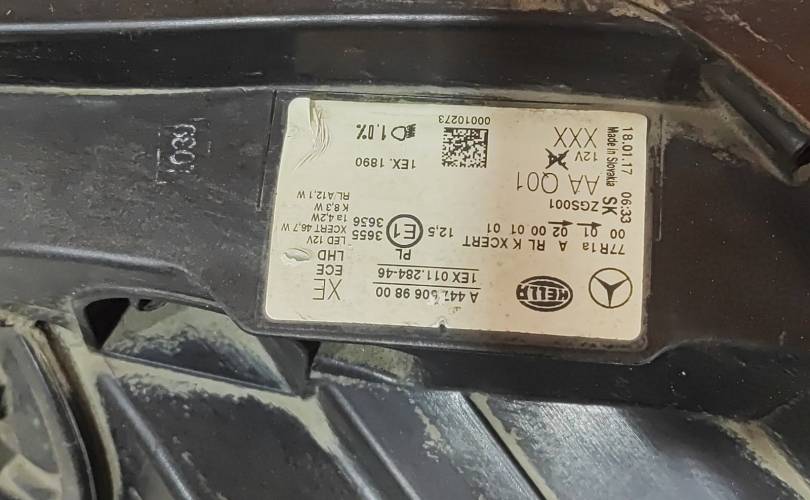 A 447 906 98 00
1EX 011.284-46
HELLA
XE
ECE
LHD
PL
E1
LED 12V
XCERT 46,7 W
1a 4,2W
K 8,3 W
RL A12,1 W
3655
3656
12,5
77R1a A RL K XCERT
00 01 02 00 01 01
1EX. 1890
1.0%
00010273
AA Q01
12V
XXX
ZGS001
SK
Made in Slovakia
18.01.17 06:33
1039